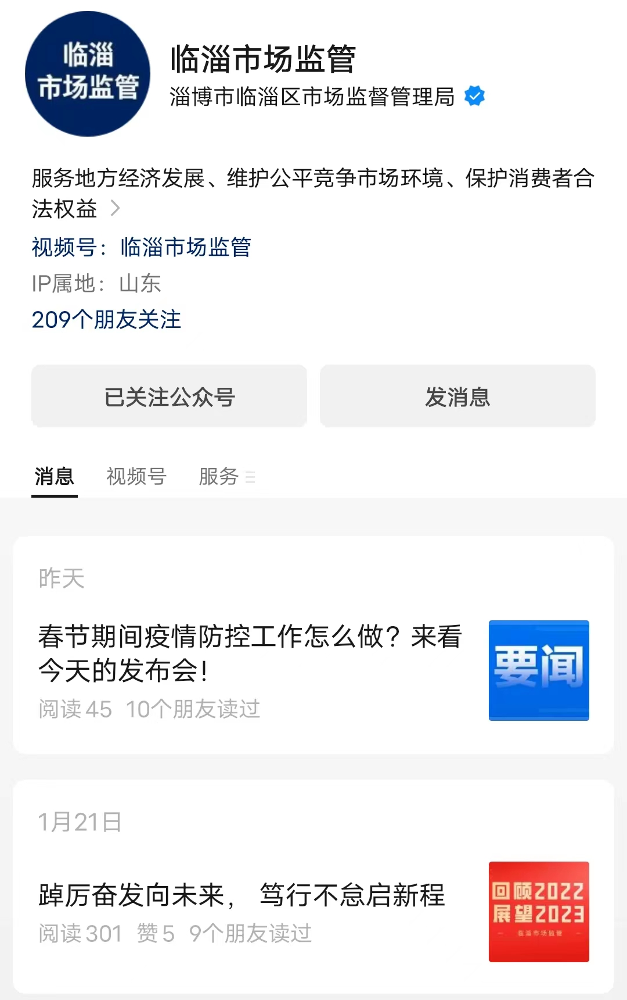 临淄
市场监管
临淄市场监管
淄博市临淄区市场监督管理局
服务地方经济发展、维护公平竞争市场环境、保护消费者合
法权益
视频号：临淄市场监管
IP属地：山东
209个朋友关注
已关注公众号
发消息
消息 视频号 服务
昨天
春节期间疫情防控工作怎么做？来看
今天的发布会！
阅读 45 10个朋友读过
要闻
1月21日
踔厉奋发向未来， 笃行不怠启新程
阅读 301 赞 5 9个朋友读过
回顾2022
展望2023
临淄市场监管